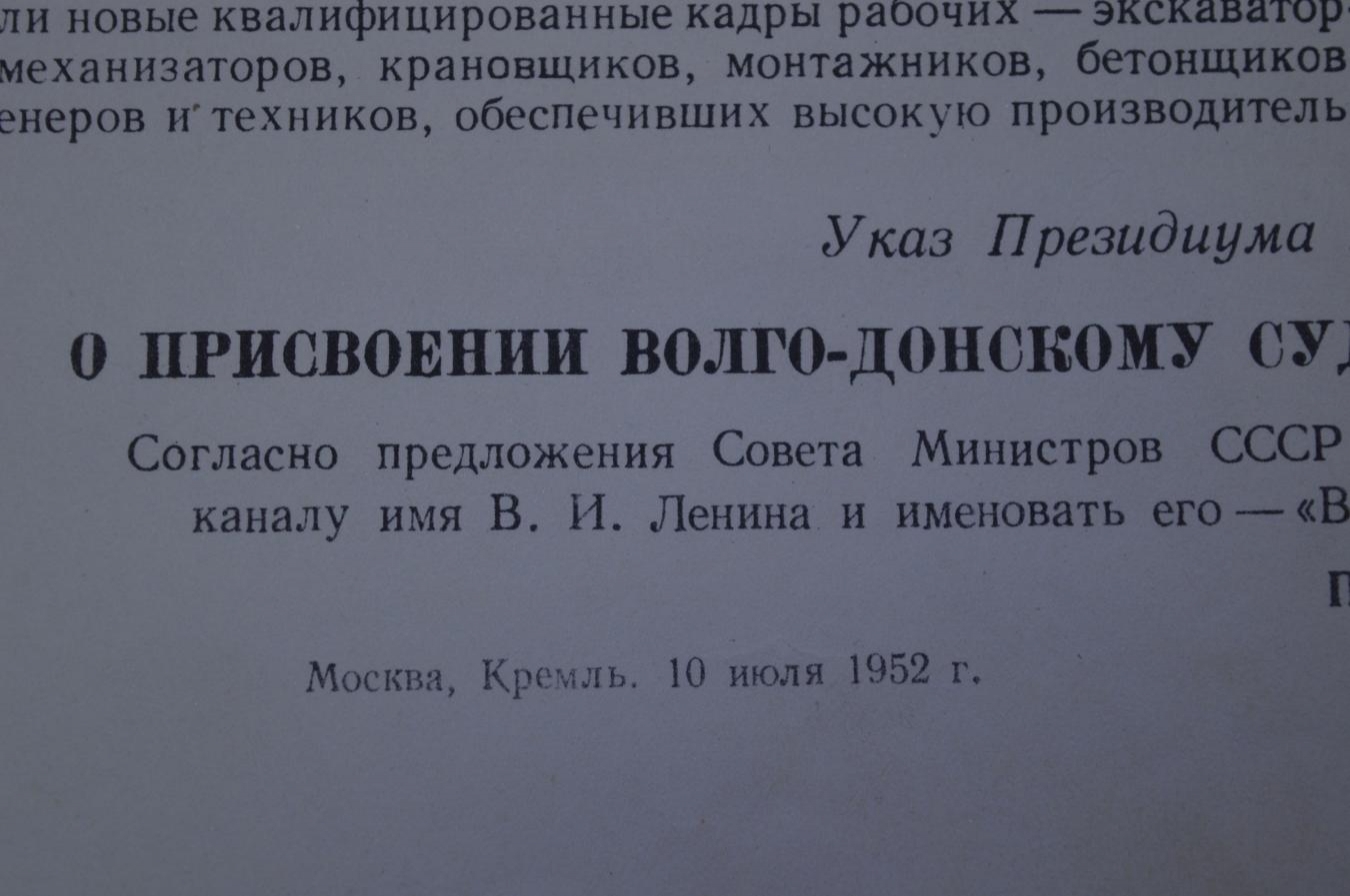 ли новые квалифицированные кадры рабочих — экскаватор-
механизаторов, крановщиков, монтажников, бетонщиков
енеров и техников, обеспечивших высокую производитель
Указ Президиума
О ПРИСВОЕНИИ ВОЛГО-ДОНСКОМУ СУД
Согласно предложения Совета Министров СССР
каналу имя В. И. Ленина и именовать его — «В
П
Москва, Кремль. 10 июля 1952 г.